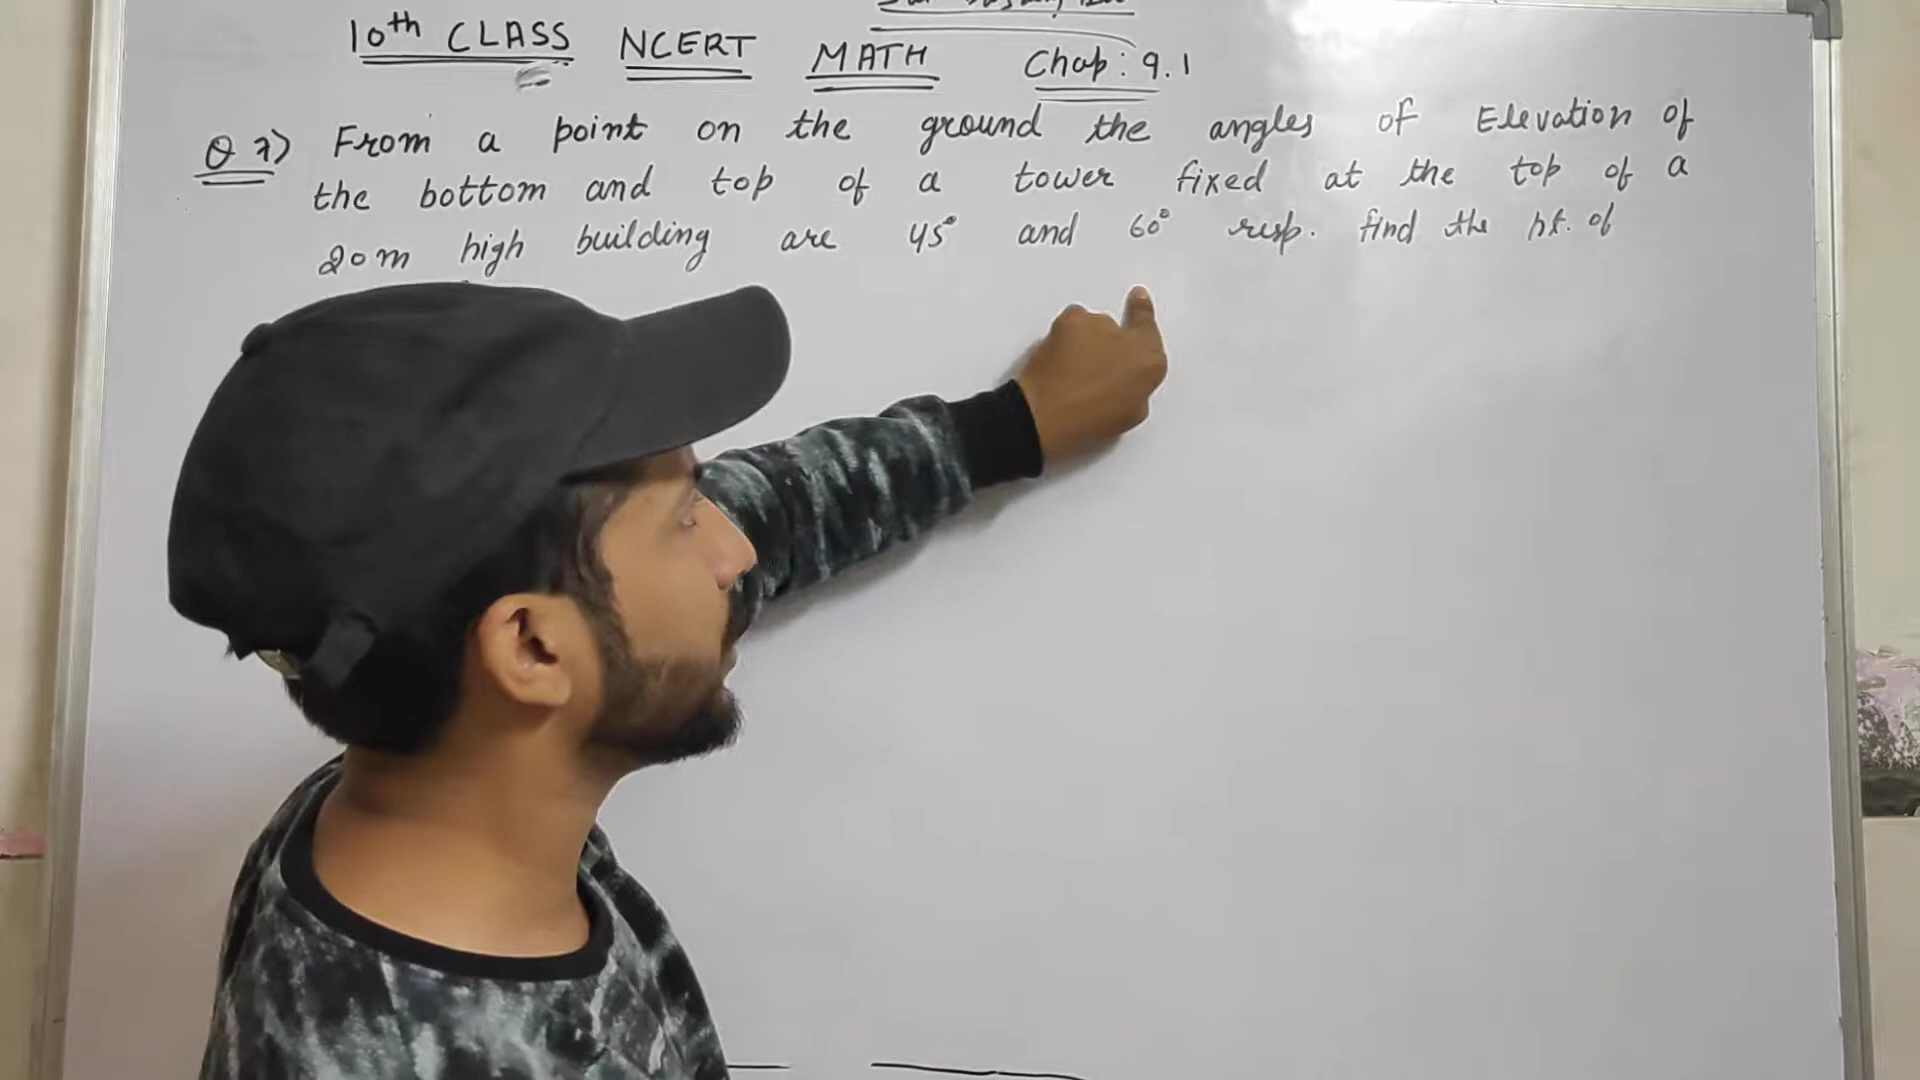 10th CLASS NCERT MATH Chap: 9.1
Q 7) From a point on the ground the angles of Elevation of
the bottom and top of a tower fixed at the top of a
20m high building are 45° and 60° resp. find the ht. of